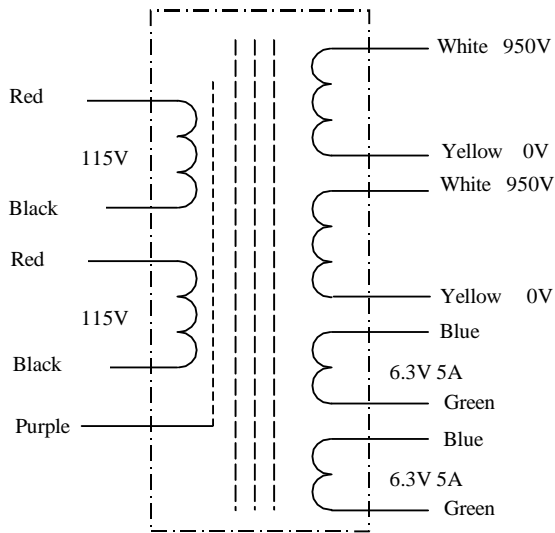 White 950V
Red
115V
Yellow 0V
White 950V
Black
Red
115V
Yellow 0V
Blue
Black
6.3V 5A
Green
Purple
Blue
6.3V 5A
Green